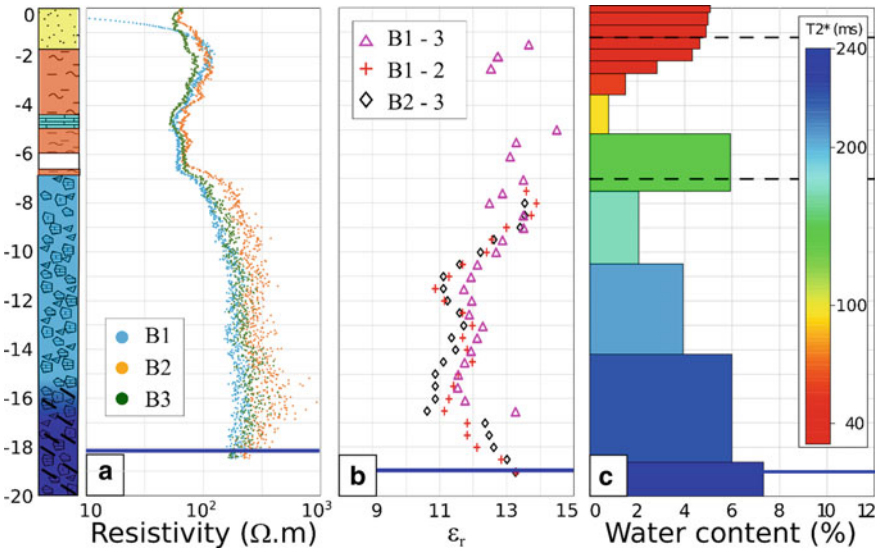 0
-2
-4
-6
-8
-10
-12
-14
-16
-18
-20
B1
B2
B3
a
10 10² 10³
Resistivity (Ω.m)
B1 - 3
B1 - 2
B2 - 3
b
9 11 13 15
εr
T2* (ms)
240
200
100
40
c
0 2 4 6 8 10 12
Water content (%)